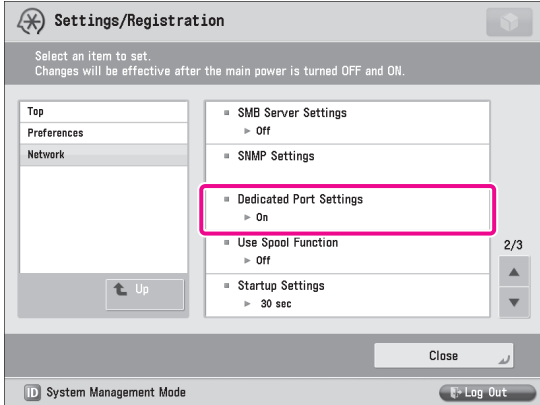 Settings/Registration
Select an item to set.
Changes will be effective after the main power is turned OFF and ON.
Top
Preferences
Network
Up
SMB Server Settings
► Off
SNMP Settings
Dedicated Port Settings
► On
Use Spool Function
► Off
Startup Settings
► 30 sec
2/3
Close
ID System Management Mode
Log Out